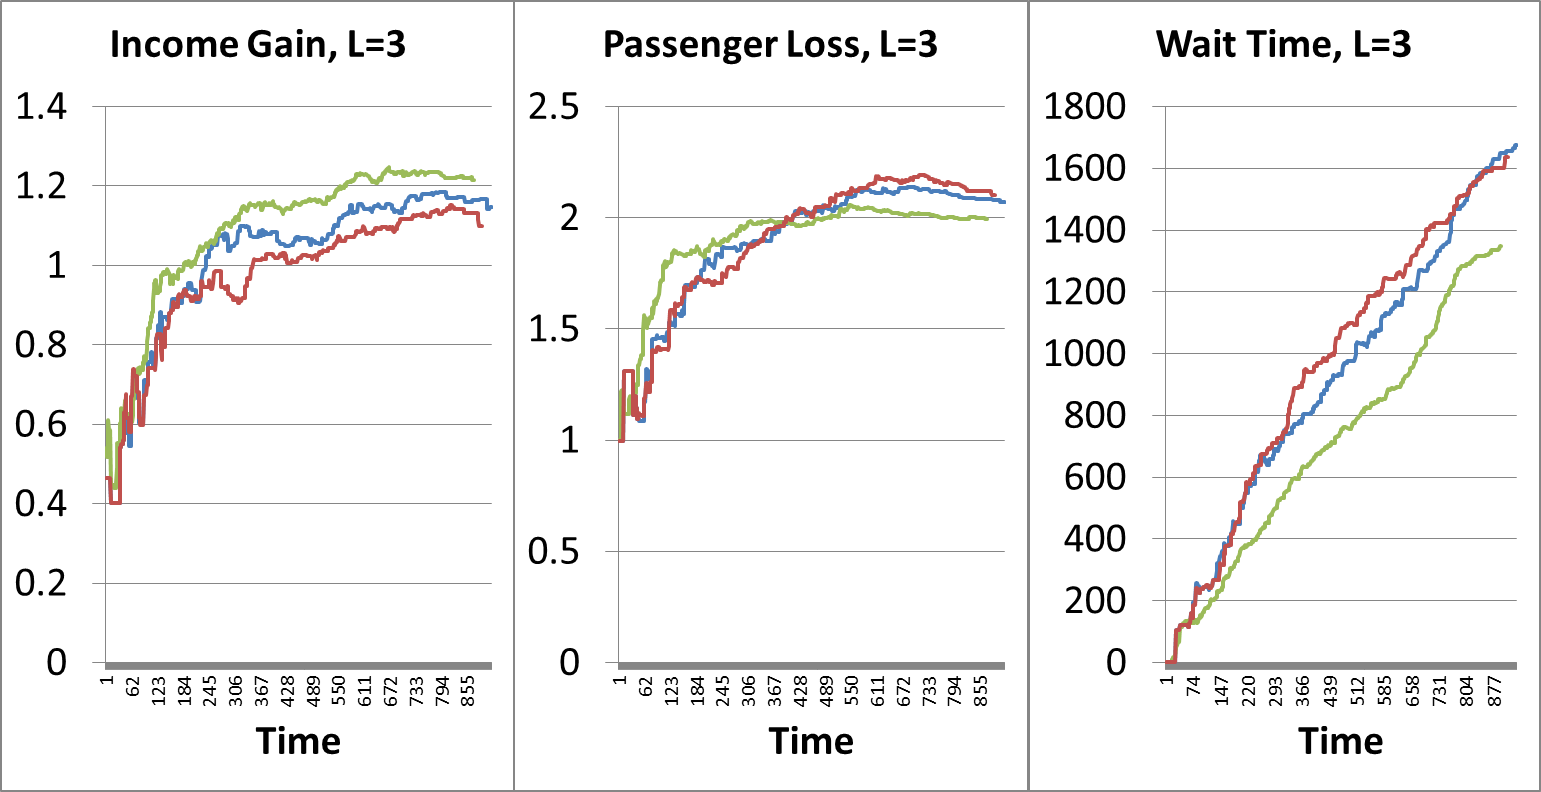 Income Gain, L=3
1.4
1.2
1
0.8
0.6
0.4
0.2
0
1 62 123 184 245 306 367 428 489 550 611 672 733 794 855
Time
Passenger Loss, L=3
2.5
2
1.5
1
0.5
0
1 62 123 184 245 306 367 428 489 550 611 672 733 794 855
Time
Wait Time, L=3
1800
1600
1400
1200
1000
800
600
400
200
0
1 74 147 220 293 366 439 512 585 658 731 804 877
Time